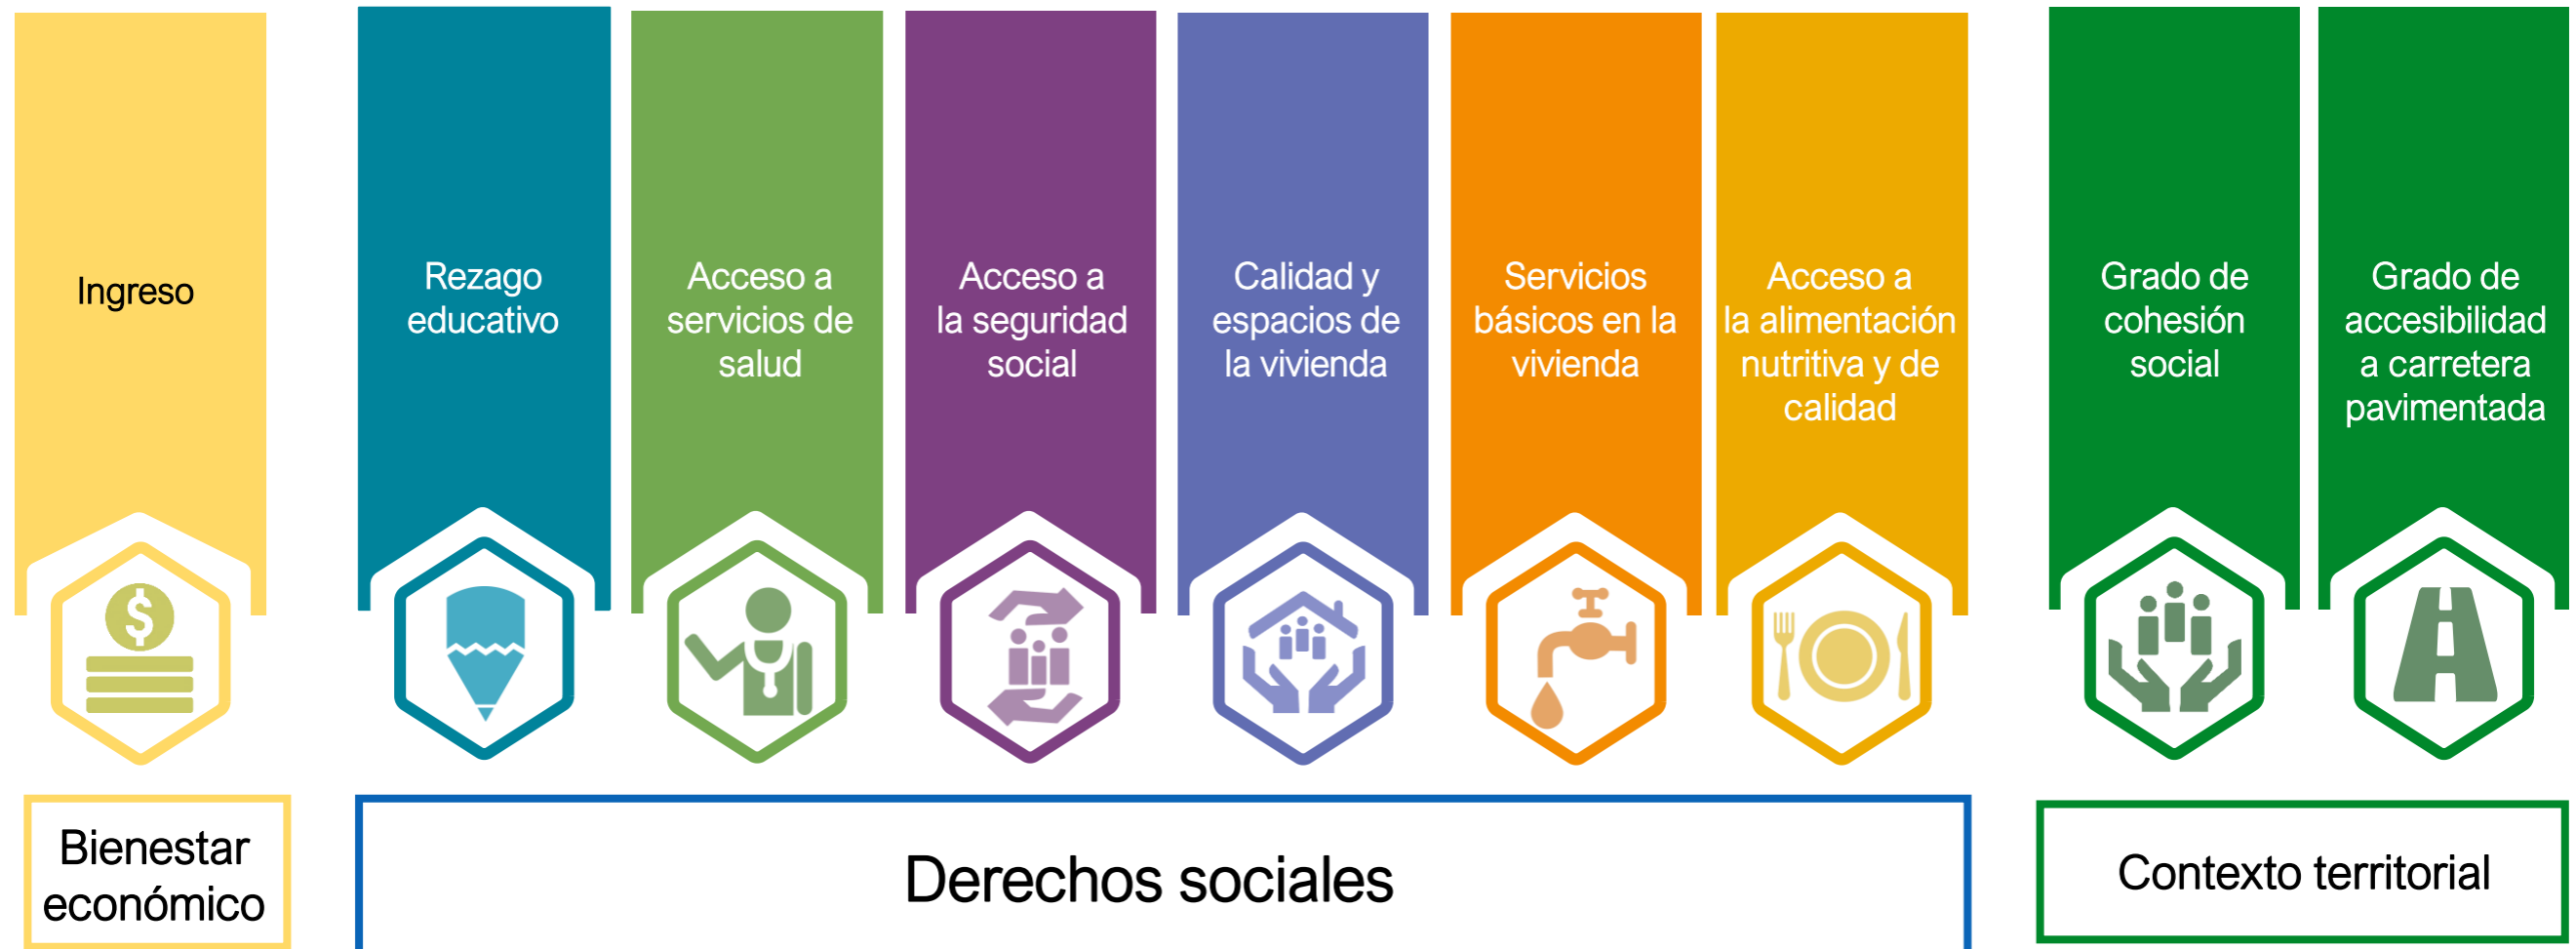 Ingreso
Rezago
educativo
Acceso a
servicios de
salud
Acceso a
la seguridad
social
Calidad y
espacios de
la vivienda
Servicios
básicos en la
vivienda
Acceso a
la alimentación
nutritiva y de
calidad
Grado de
cohesión
social
Grado de
accesibilidad
a carretera
pavimentada
$
Bienestar
económico
Derechos sociales
Contexto territorial